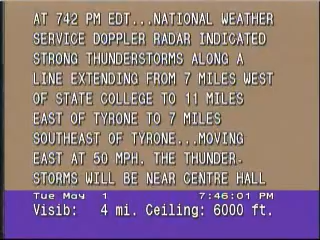 AT 742 PM EDT...NATIONAL WEATHER
SERVICE DOPPLER RADAR INDICATED
STRONG THUNDERSTORMS ALONG A
LINE EXTENDING FROM 7 MILES WEST
OF STATE COLLEGE TO 11 MILES
EAST OF TYRONE TO 7 MILES
SOUTHEAST OF TYRONE...MOVING
EAST AT 50 MPH. THE THUNDER-
STORMS WILL BE NEAR CENTRE HALL
Tue May 1 7:46:01 PM
Visib: 4 mi. Ceiling: 6000 ft.